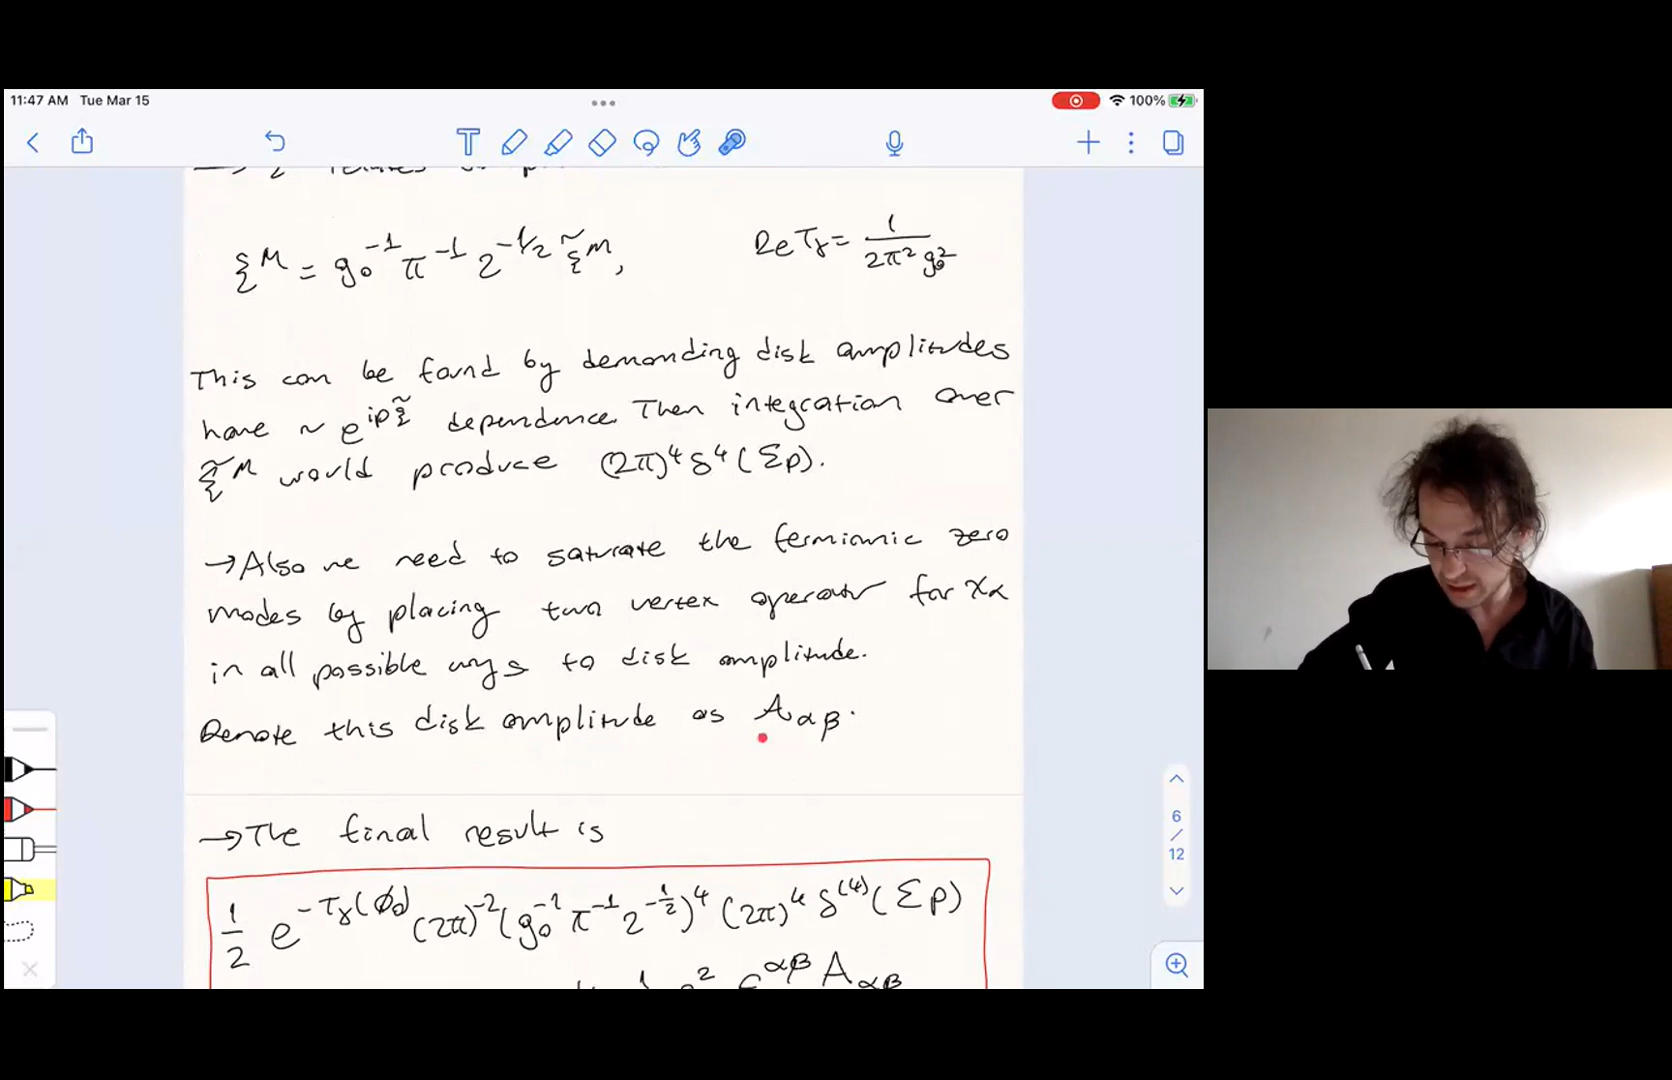 11:47 AM Tue Mar 15
100%
ξ^M = g₀^{-1} π^{-1} 2^{-1/2} ξ̃^M,    Re T_γ = 1 / (2π² g₀²)
This can be found by demanding disk amplitudes
have ~ e^{ipξ̃} dependence. Then integration over
ξ̃^M would produce (2π)⁴ δ⁴(Σp).
→ Also we need to saturate the fermionic zero
modes by placing two vertex operator for χ_α
in all possible ways to disk amplitude.
Denote this disk amplitude as A_{αβ}.
→ The final result is
1/2 e^{-T_γ(φ₀)} (2π)^{-2} (g₀^{-1} π^{-1} 2^{-1/2})⁴ (2π)⁴ δ^{(4)}(Σp)
ε^{αβ} A_{αβ}
6
/
12